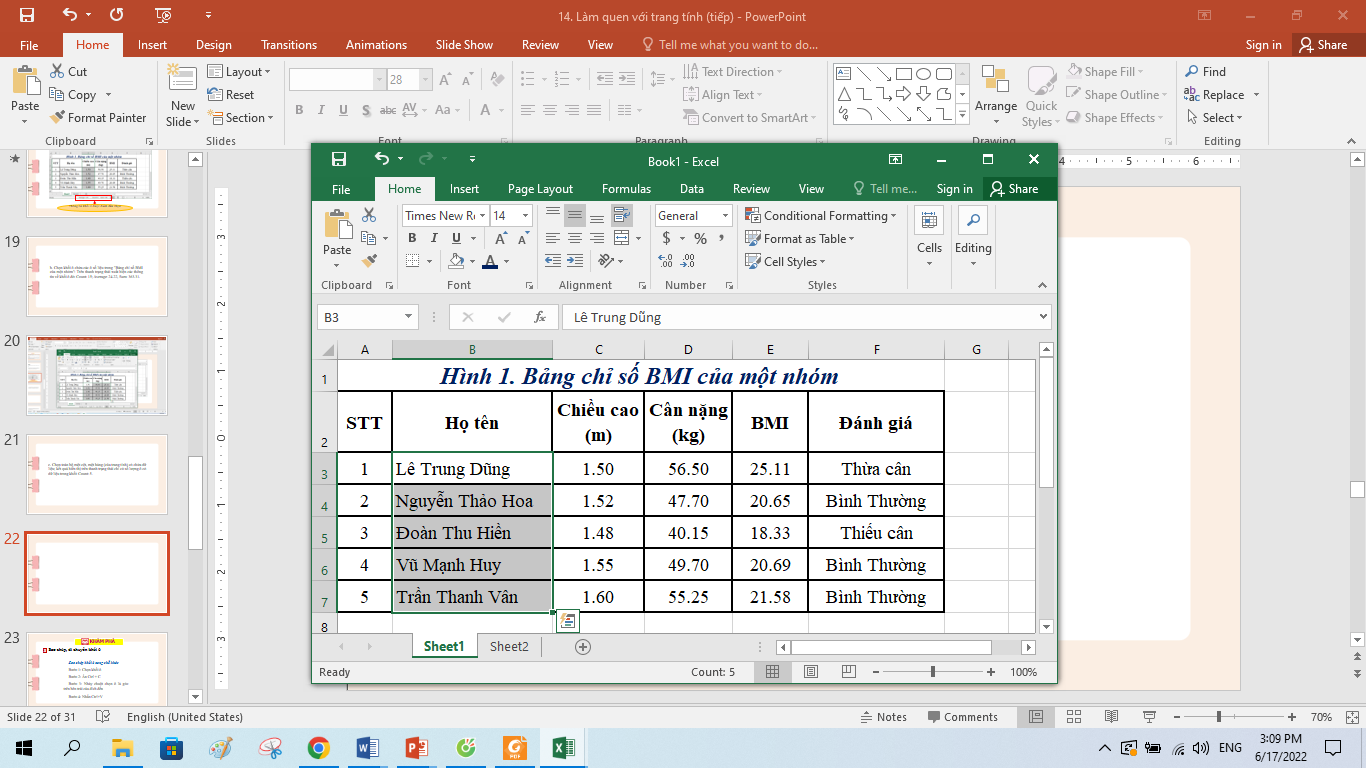 14. Làm quen với trang tính (tiếp) - PowerPoint
File Home Insert Design Transitions Animations Slide Show Review View Tell me what you want to do... Sign in Share
Paste
Cut
Copy
Format Painter
Clipboard
New Slide
Layout
Reset
Section
Slides
28
Font
Text Direction
Align Text
Convert to SmartArt
Paragraph
Arrange
Quick Styles
Shape Fill
Shape Outline
Shape Effects
Drawing
Find
Replace
Select
Editing
19
20
21
22
23
KHÁM PHÁ
Book1 - Excel
File Home Insert Page Layout Formulas Data Review View Tell me... Sign in Share
Paste
Clipboard
Times New R 14
Font
Alignment
General
Number
Conditional Formatting
Format as Table
Cell Styles
Styles
Cells
Editing
B3 Lê Trung Dũng
A B C D E F G
1 Hình 1. Bảng chỉ số BMI của một nhóm
2 STT Họ tên Chiều cao (m) Cân nặng (kg) BMI Đánh giá
3 1 Lê Trung Dũng 1.50 56.50 25.11 Thừa cân
4 2 Nguyễn Thảo Hoa 1.52 47.70 20.65 Bình Thường
5 3 Đoàn Thu Hiền 1.48 40.15 18.33 Thiếu cân
6 4 Vũ Mạnh Huy 1.55 49.70 20.69 Bình Thường
7 5 Trần Thanh Vân 1.60 55.25 21.58 Bình Thường
8
Sheet1 Sheet2
Ready Count: 5 100%
Slide 22 of 31 English (United States) Notes Comments 70%
ENG 3:09 PM
6/17/2022